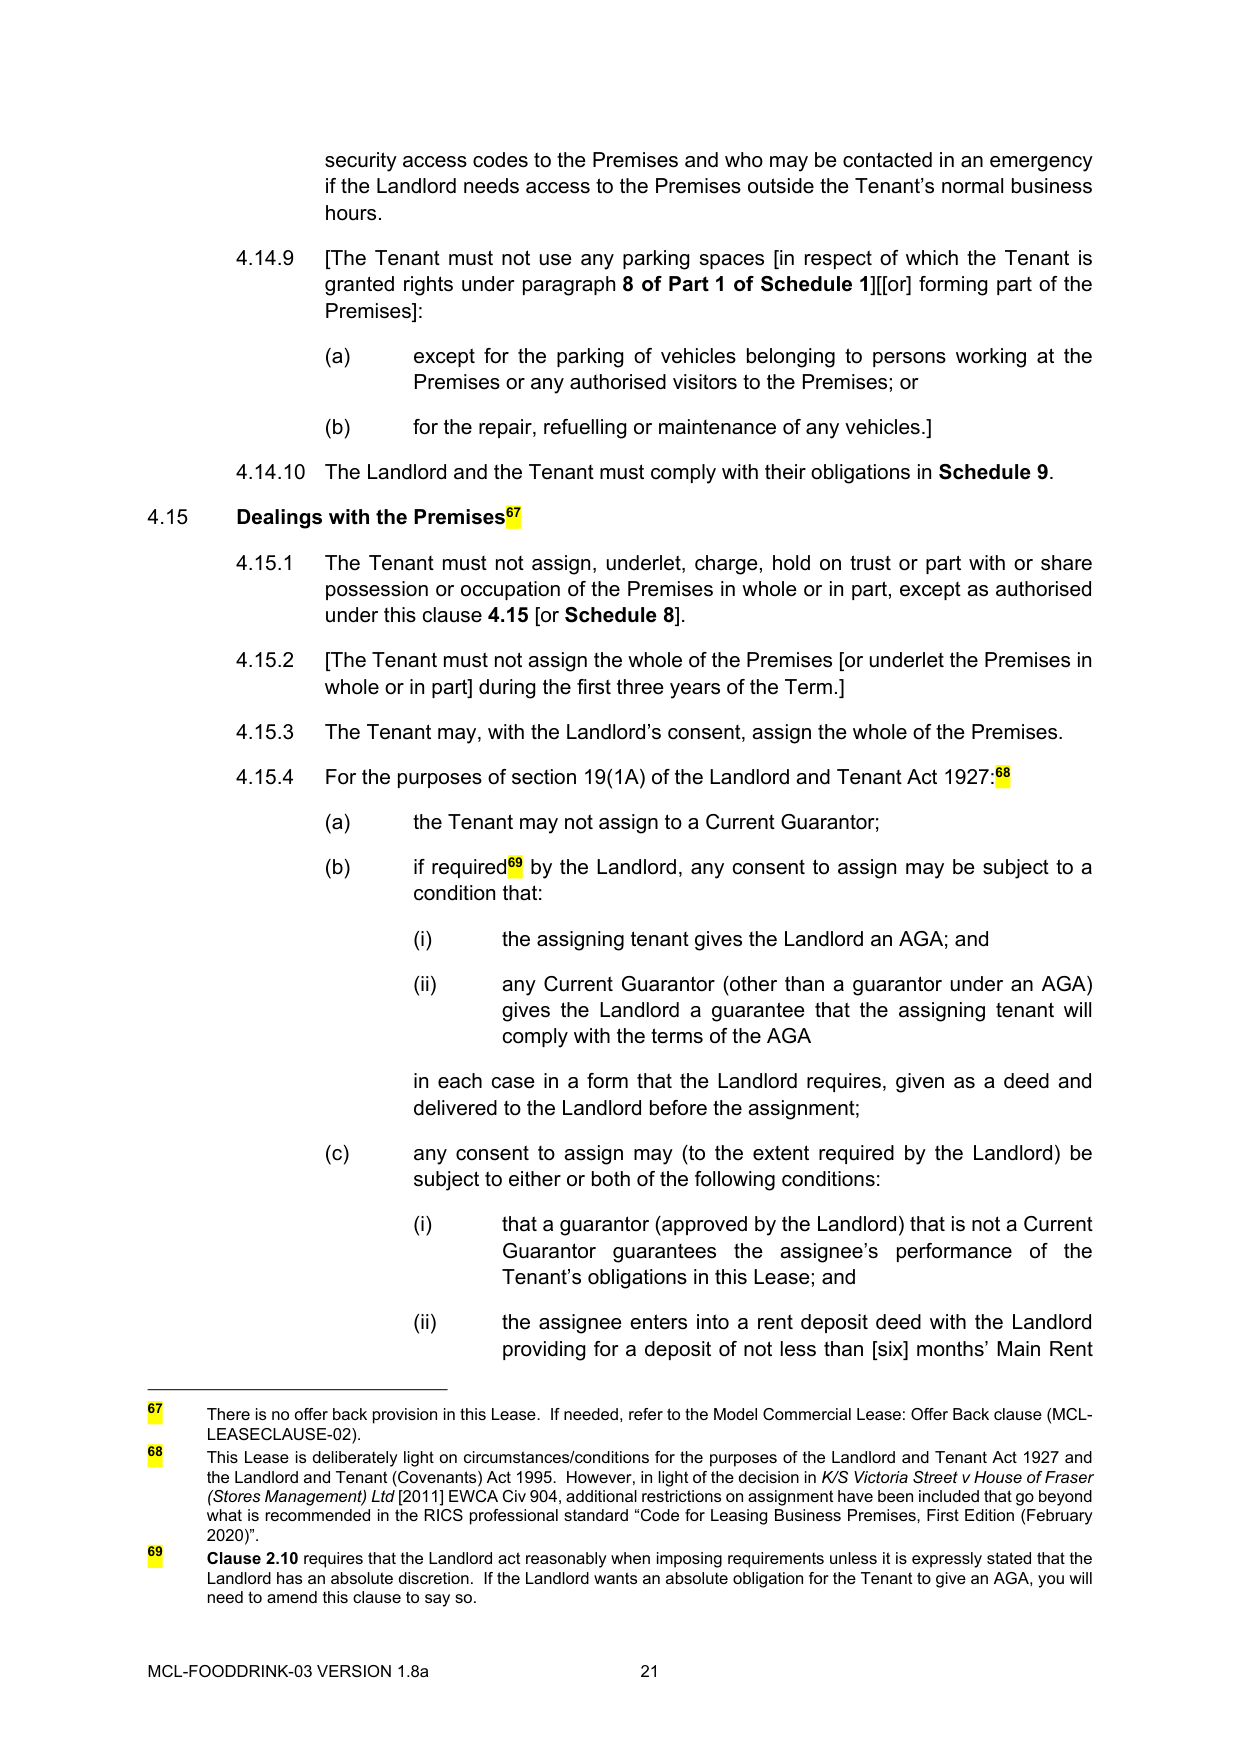 security access codes to the Premises and who may be contacted in an emergency
if the Landlord needs access to the Premises outside the Tenant’s normal business
hours.
4.14.9 [The Tenant must not use any parking spaces [in respect of which the Tenant is
granted rights under paragraph 8 of Part 1 of Schedule 1][[or] forming part of the
Premises]:
(a) except for the parking of vehicles belonging to persons working at the
Premises or any authorised visitors to the Premises; or
(b) for the repair, refuelling or maintenance of any vehicles.]
4.14.10 The Landlord and the Tenant must comply with their obligations in Schedule 9.
4.15 Dealings with the Premises67
4.15.1 The Tenant must not assign, underlet, charge, hold on trust or part with or share
possession or occupation of the Premises in whole or in part, except as authorised
under this clause 4.15 [or Schedule 8].
4.15.2 [The Tenant must not assign the whole of the Premises [or underlet the Premises in
whole or in part] during the first three years of the Term.]
4.15.3 The Tenant may, with the Landlord’s consent, assign the whole of the Premises.
4.15.4 For the purposes of section 19(1A) of the Landlord and Tenant Act 1927:68
(a) the Tenant may not assign to a Current Guarantor;
(b) if required69 by the Landlord, any consent to assign may be subject to a
condition that:
(i) the assigning tenant gives the Landlord an AGA; and
(ii) any Current Guarantor (other than a guarantor under an AGA)
gives the Landlord a guarantee that the assigning tenant will
comply with the terms of the AGA
in each case in a form that the Landlord requires, given as a deed and
delivered to the Landlord before the assignment;
(c) any consent to assign may (to the extent required by the Landlord) be
subject to either or both of the following conditions:
(i) that a guarantor (approved by the Landlord) that is not a Current
Guarantor guarantees the assignee’s performance of the
Tenant’s obligations in this Lease; and
(ii) the assignee enters into a rent deposit deed with the Landlord
providing for a deposit of not less than [six] months’ Main Rent
67 There is no offer back provision in this Lease. If needed, refer to the Model Commercial Lease: Offer Back clause (MCL-
LEASECLAUSE-02).
68 This Lease is deliberately light on circumstances/conditions for the purposes of the Landlord and Tenant Act 1927 and
the Landlord and Tenant (Covenants) Act 1995. However, in light of the decision in K/S Victoria Street v House of Fraser
(Stores Management) Ltd [2011] EWCA Civ 904, additional restrictions on assignment have been included that go beyond
what is recommended in the RICS professional standard “Code for Leasing Business Premises, First Edition (February
2020)”.
69 Clause 2.10 requires that the Landlord act reasonably when imposing requirements unless it is expressly stated that the
Landlord has an absolute discretion. If the Landlord wants an absolute obligation for the Tenant to give an AGA, you will
need to amend this clause to say so.
MCL-FOODDRINK-03 VERSION 1.8a 21